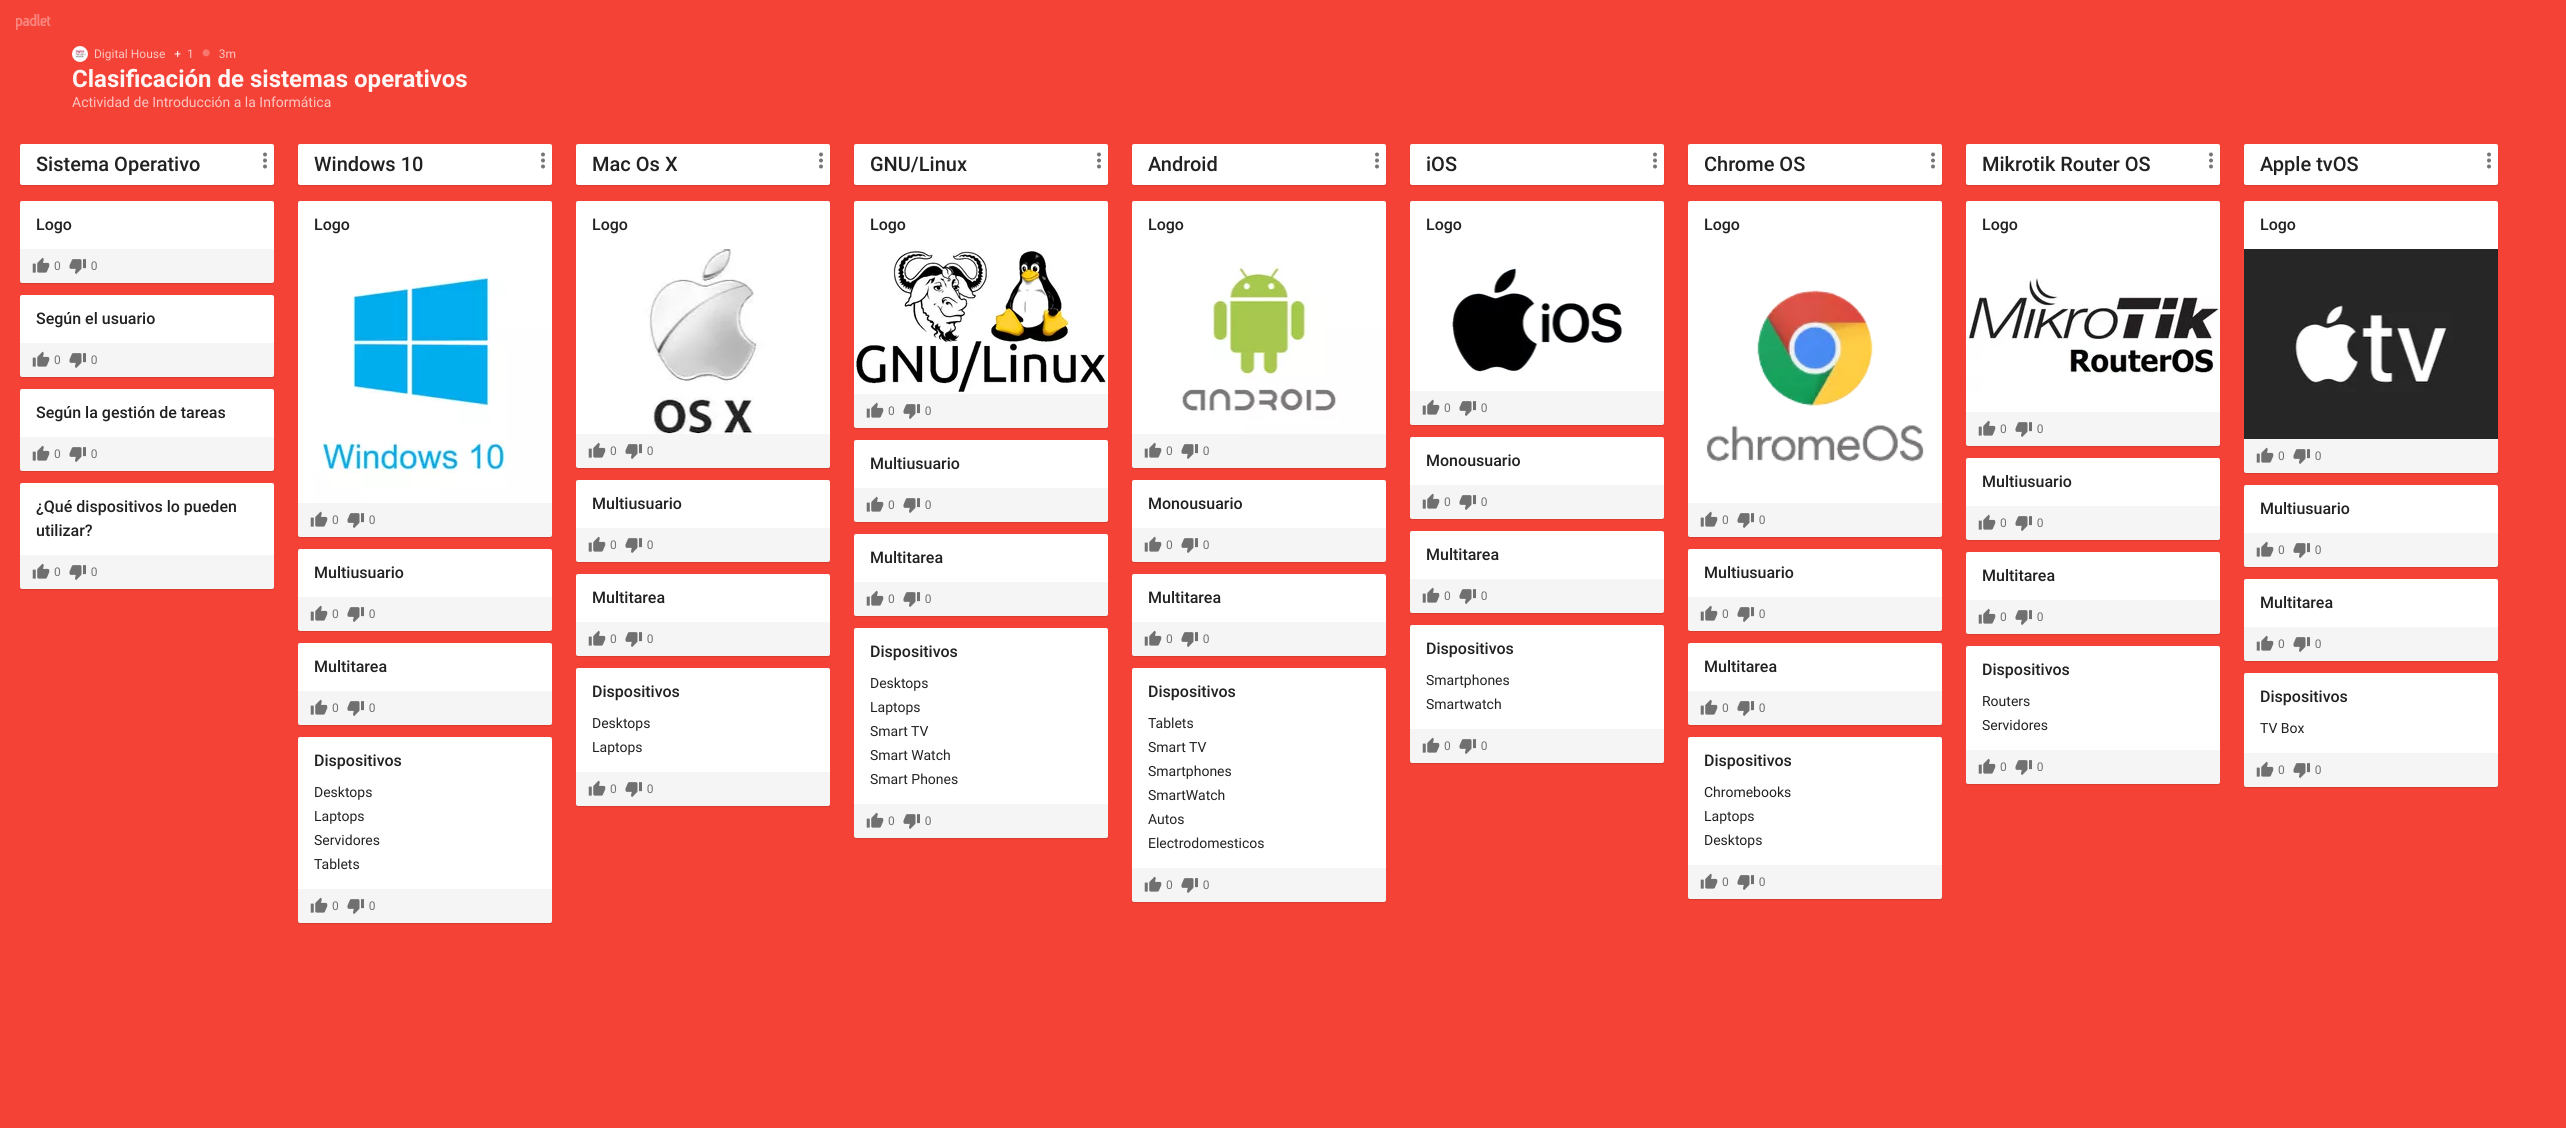 padlet
Digital House + 1 • 3m
Clasificación de sistemas operativos
Actividad de Introducción a la Informática
Sistema Operativo
Logo
0 0
Según el usuario
0 0
Según la gestión de tareas
0 0
¿Qué dispositivos lo pueden
utilizar?
0 0
Windows 10
Logo
Windows 10
0 0
Multiusuario
0 0
Multitarea
0 0
Dispositivos
Desktops
Laptops
Servidores
Tablets
0 0
Mac Os X
Logo
OS X
0 0
Multiusuario
0 0
Multitarea
0 0
Dispositivos
Desktops
Laptops
0 0
GNU/Linux
Logo
GNU/Linux
0 0
Multiusuario
0 0
Multitarea
0 0
Dispositivos
Desktops
Laptops
Smart TV
Smart Watch
Smart Phones
0 0
Android
Logo
ANDROID
0 0
Monousuario
0 0
Multitarea
0 0
Dispositivos
Tablets
Smart TV
Smartphones
SmartWatch
Autos
Electrodomesticos
0 0
iOS
Logo
iOS
0 0
Monousuario
0 0
Multitarea
0 0
Dispositivos
Smartphones
Smartwatch
0 0
Chrome OS
Logo
chromeOS
0 0
Multiusuario
0 0
Multitarea
0 0
Dispositivos
Chromebooks
Laptops
Desktops
0 0
Mikrotik Router OS
Logo
MikroTik
RouterOS
0 0
Multiusuario
0 0
Multitarea
0 0
Dispositivos
Routers
Servidores
0 0
Apple tvOS
Logo
tv
0 0
Multiusuario
0 0
Multitarea
0 0
Dispositivos
TV Box
0 0